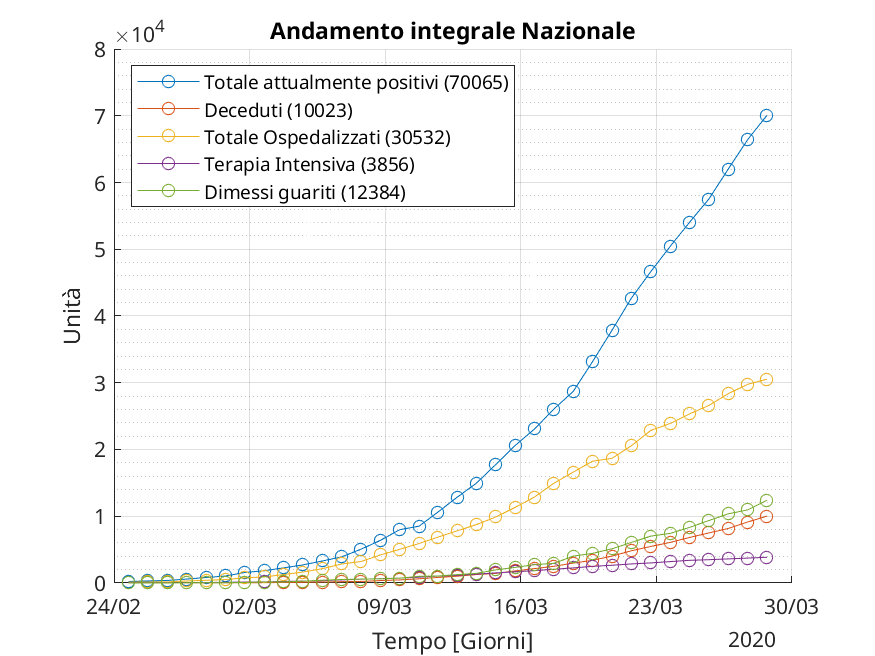 Andamento integrale Nazionale
×10^4
8
7
6
5
4
3
2
1
0
Unità
Totale attualmente positivi (70065)
Deceduti (10023)
Totale Ospedalizzati (30532)
Terapia Intensiva (3856)
Dimessi guariti (12384)
24/02 02/03 09/03 16/03 23/03 30/03
Tempo [Giorni]
2020